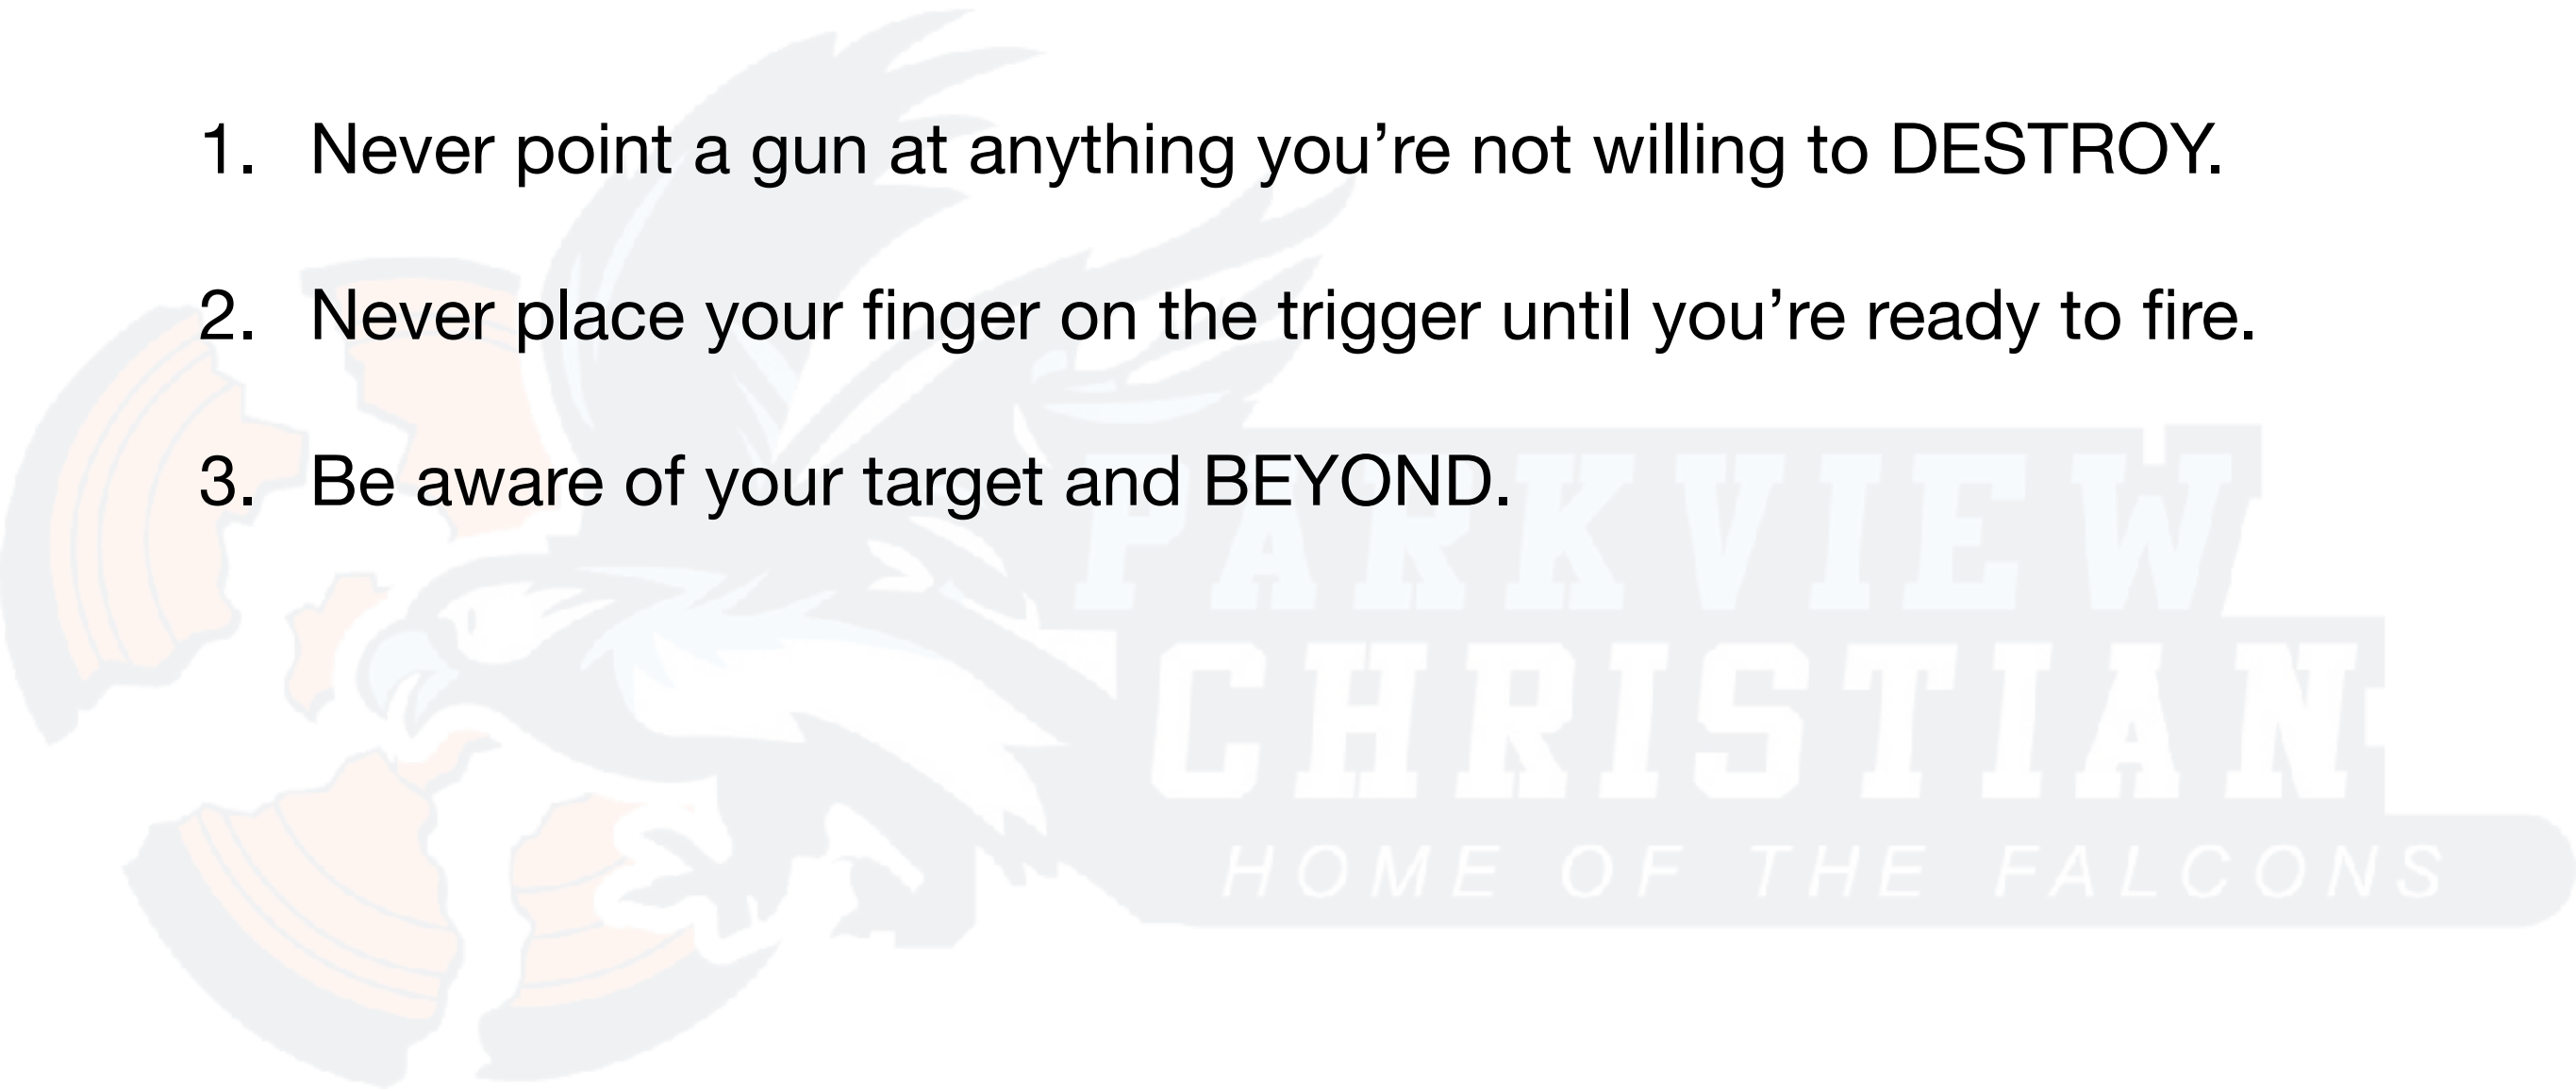 1. Never point a gun at anything you’re not willing to DESTROY.
2. Never place your finger on the trigger until you’re ready to fire.
3. Be aware of your target and BEYOND.
PARKVIEW
CHRISTIAN
HOME OF THE FALCONS